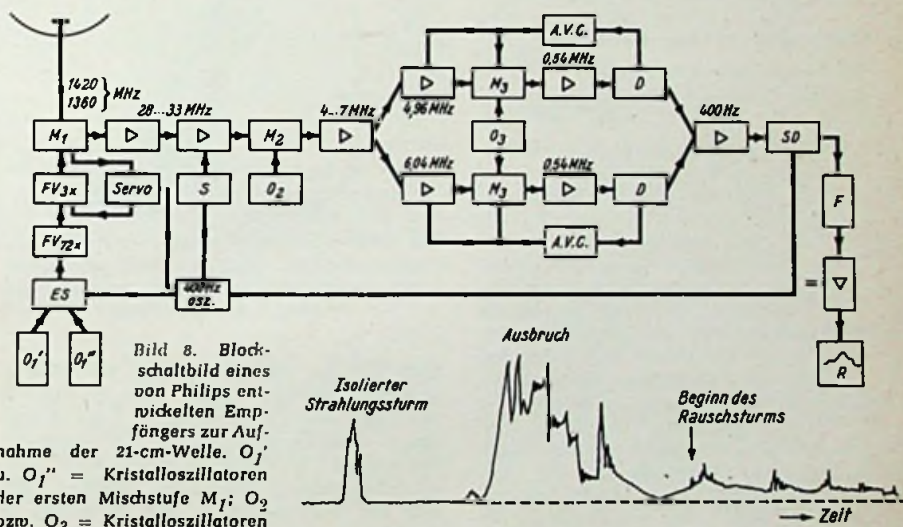 1420
1360 } MHz
28...33 MHz
4...7 MHz
A.V.C.
0,54 MHz
4,96 MHz
M1
M2
M3
D
O3
400 Hz
SD
FV3x
Servo
S
O2
6,04 MHz
M3
0,54 MHz
D
F
FV72x
A.V.C.
ES
400Hz
osz.
=
O1'
O1''
R
Bild 8. Block-
schaltbild eines
von Philips ent-
wickelten Emp-
fängers zur Auf-
nahme der 21-cm-Welle. O1'
u. O1'' = Kristalloszillatoren
der ersten Mischstufe M1; O2
bzw. O3 = Kristalloszillatoren
Isolierter
Strahlungssturm
Ausbruch
Beginn des
Rauschsturms
Zeit